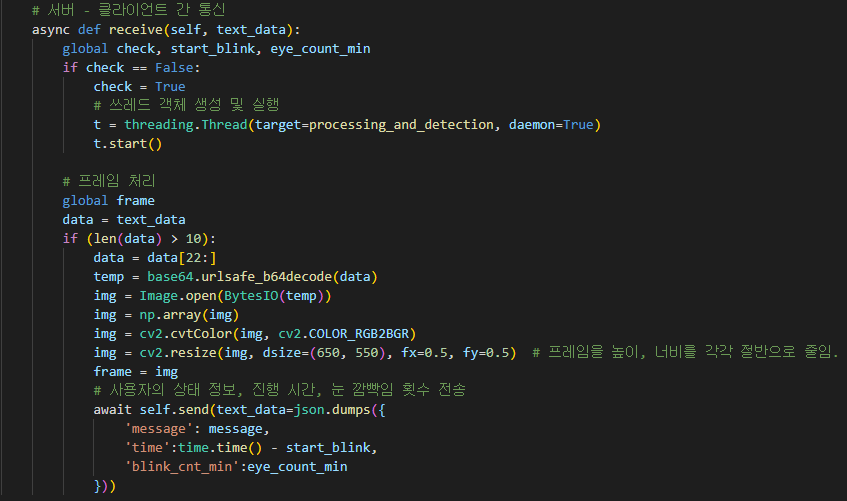 # 서버 - 클라이언트 간 통신
async def receive(self, text_data):
    global check, start_blink, eye_count_min
    if check == False:
        check = True
        # 쓰레드 객체 생성 및 실행
        t = threading.Thread(target=processing_and_detection, daemon=True)
        t.start()

    # 프레임 처리
    global frame
    data = text_data
    if (len(data) > 10):
        data = data[22:]
        temp = base64.urlsafe_b64decode(data)
        img = Image.open(BytesIO(temp))
        img = np.array(img)
        img = cv2.cvtColor(img, cv2.COLOR_RGB2BGR)
        img = cv2.resize(img, dsize=(650, 550), fx=0.5, fy=0.5)  # 프레임을 높이, 너비를 각각 절반으로 줄임.
        frame = img
        # 사용자의 상태 정보, 진행 시간, 눈 깜빡임 횟수 전송
        await self.send(text_data=json.dumps({
            'message': message,
            'time':time.time() - start_blink,
            'blink_cnt_min':eye_count_min
        }))